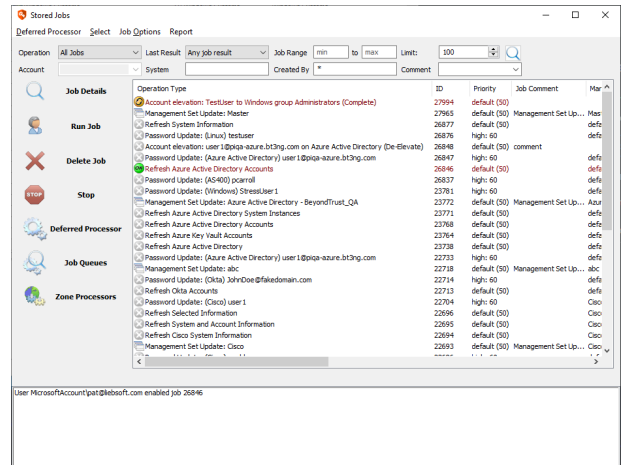 Stored Jobs
Deferred Processor Select Job Options Report
Operation All Jobs Last Result Any job result Job Range min to max Limit: 100
Account System Created By * Comment
Job Details
Run Job
Delete Job
STOP Stop
Deferred Processor
Job Queues
Zone Processors
Operation Type ID Priority Job Comment Mar
Account elevation: TestUser to Windows group Administrators (Complete) 27994 default (50)
Management Set Update: Master 27965 default (50) Management Set Up... Mast
Refresh System Information 26877 default (50) defa
Password Update: (Linux) testuser 26876 high: 60 defa
Account elevation: user1@piqa-azure.bt3ng.com on Azure Active Directory (De-Elevate) 26848 default (50) comment
Password Update: (Azure Active Directory) user1@piqa-azure.bt3ng.com 26847 high: 60 defa
Refresh Azure Active Directory Accounts 26846 default (50) defa
Password Update: (AS400) pcarroll 26837 high: 60 defa
Password Update: (Windows) StressUser1 23781 high: 60 defa
Management Set Update: Azure Active Directory - BeyondTrust_QA 23772 default (50) Management Set Up... Azur
Refresh Azure Active Directory System Instances 23771 default (50) defa
Refresh Azure Active Directory Accounts 23768 default (50) defa
Refresh Azure Key Vault Accounts 23764 default (50) defa
Refresh Azure Active Directory 23738 default (50) defa
Password Update: (Azure Active Directory) user1@piqa-azure.bt3ng.com 22733 high: 60 defa
Management Set Update: abc 22718 default (50) Management Set Up... abc
Password Update: (Okta) JohnDoe@fakedomain.com 22714 high: 60 defa
Refresh Okta Accounts 22713 default (50) defa
Password Update: (Cisco) user1 22704 high: 60 Cisco
Refresh Selected Information 22696 default (50) Cisco
Refresh System and Account Information 22695 default (50) Cisco
Refresh Cisco System Information 22694 default (50) Cisco
Management Set Update: Cisco 22693 default (50) Management Set Up... Cisco
User MicrosoftAccount\pat@liebsoft.com enabled job 26846